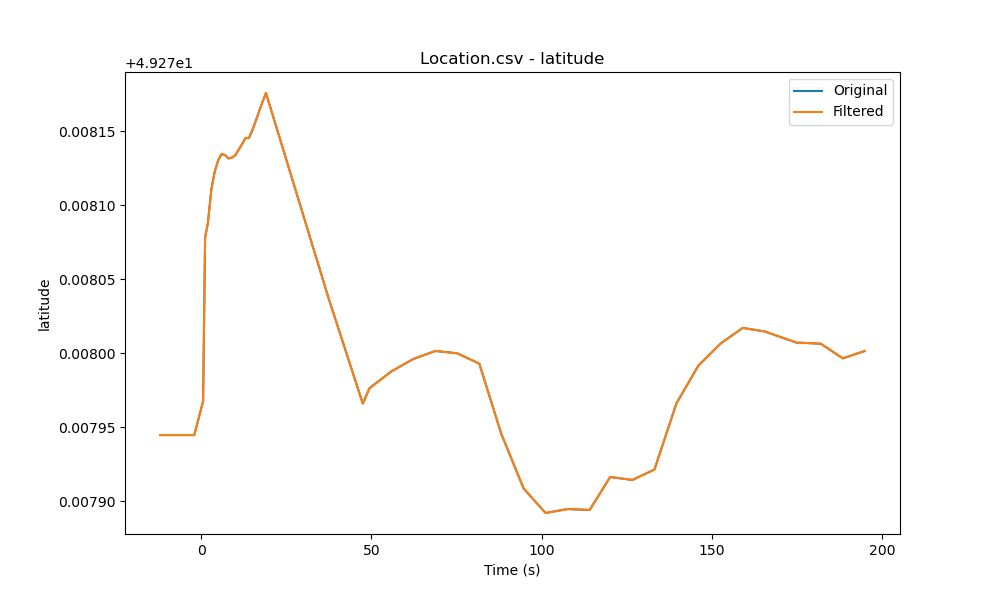 Location.csv - latitude
+4.927e1
Original
Filtered
0.00815
0.00810
0.00805
0.00800
0.00795
0.00790
latitude
0 50 100 150 200
Time (s)